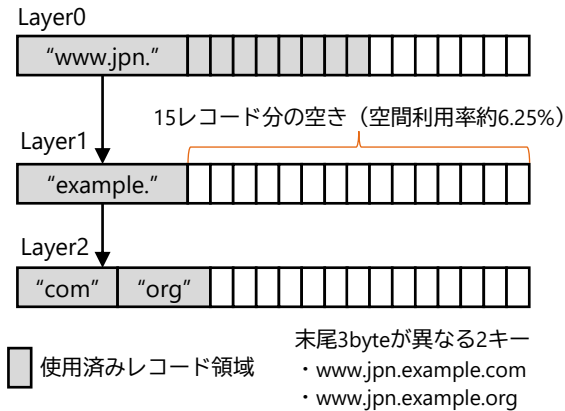 Layer0
“www.jpn.”
15レコード分の空き（空間利用率約6.25%）
Layer1
“example.”
Layer2
“com” “org”
使用済みレコード領域
末尾3byteが異なる2キー
・www.jpn.example.com
・www.jpn.example.org